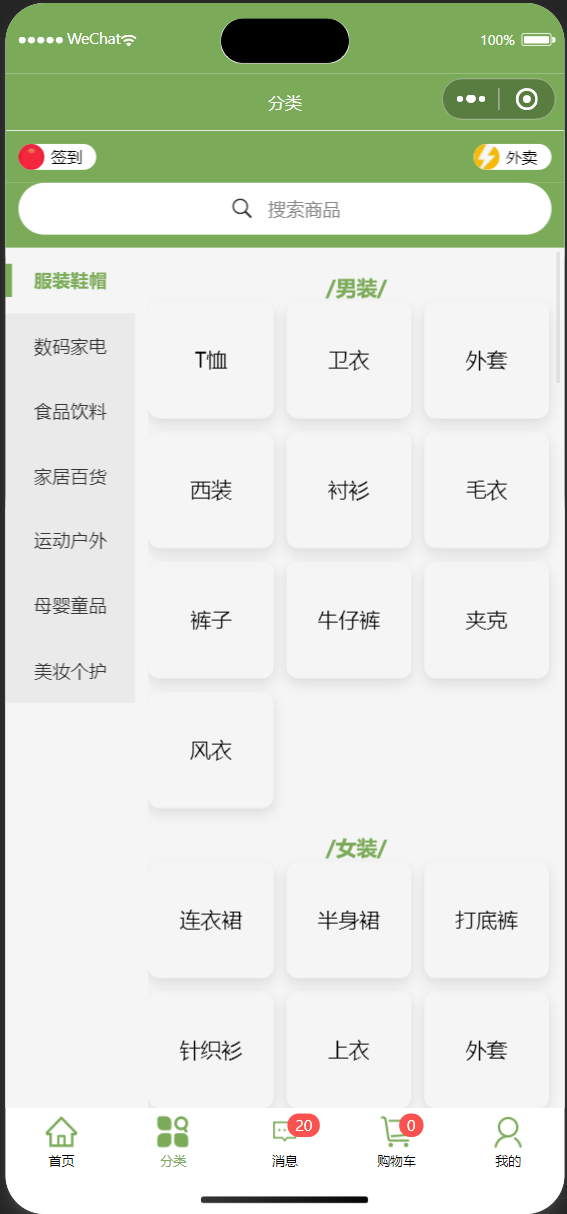 WeChat 100%
分类
签到 外卖
搜索商品
服装鞋帽
数码家电
食品饮料
家居百货
运动户外
母婴童品
美妆个护
/男装/
T恤 卫衣 外套
西装 衬衫 毛衣
裤子 牛仔裤 夹克
风衣
/女装/
连衣裙 半身裙 打底裤
针织衫 上衣 外套
20 0
首页 分类 消息 购物车 我的